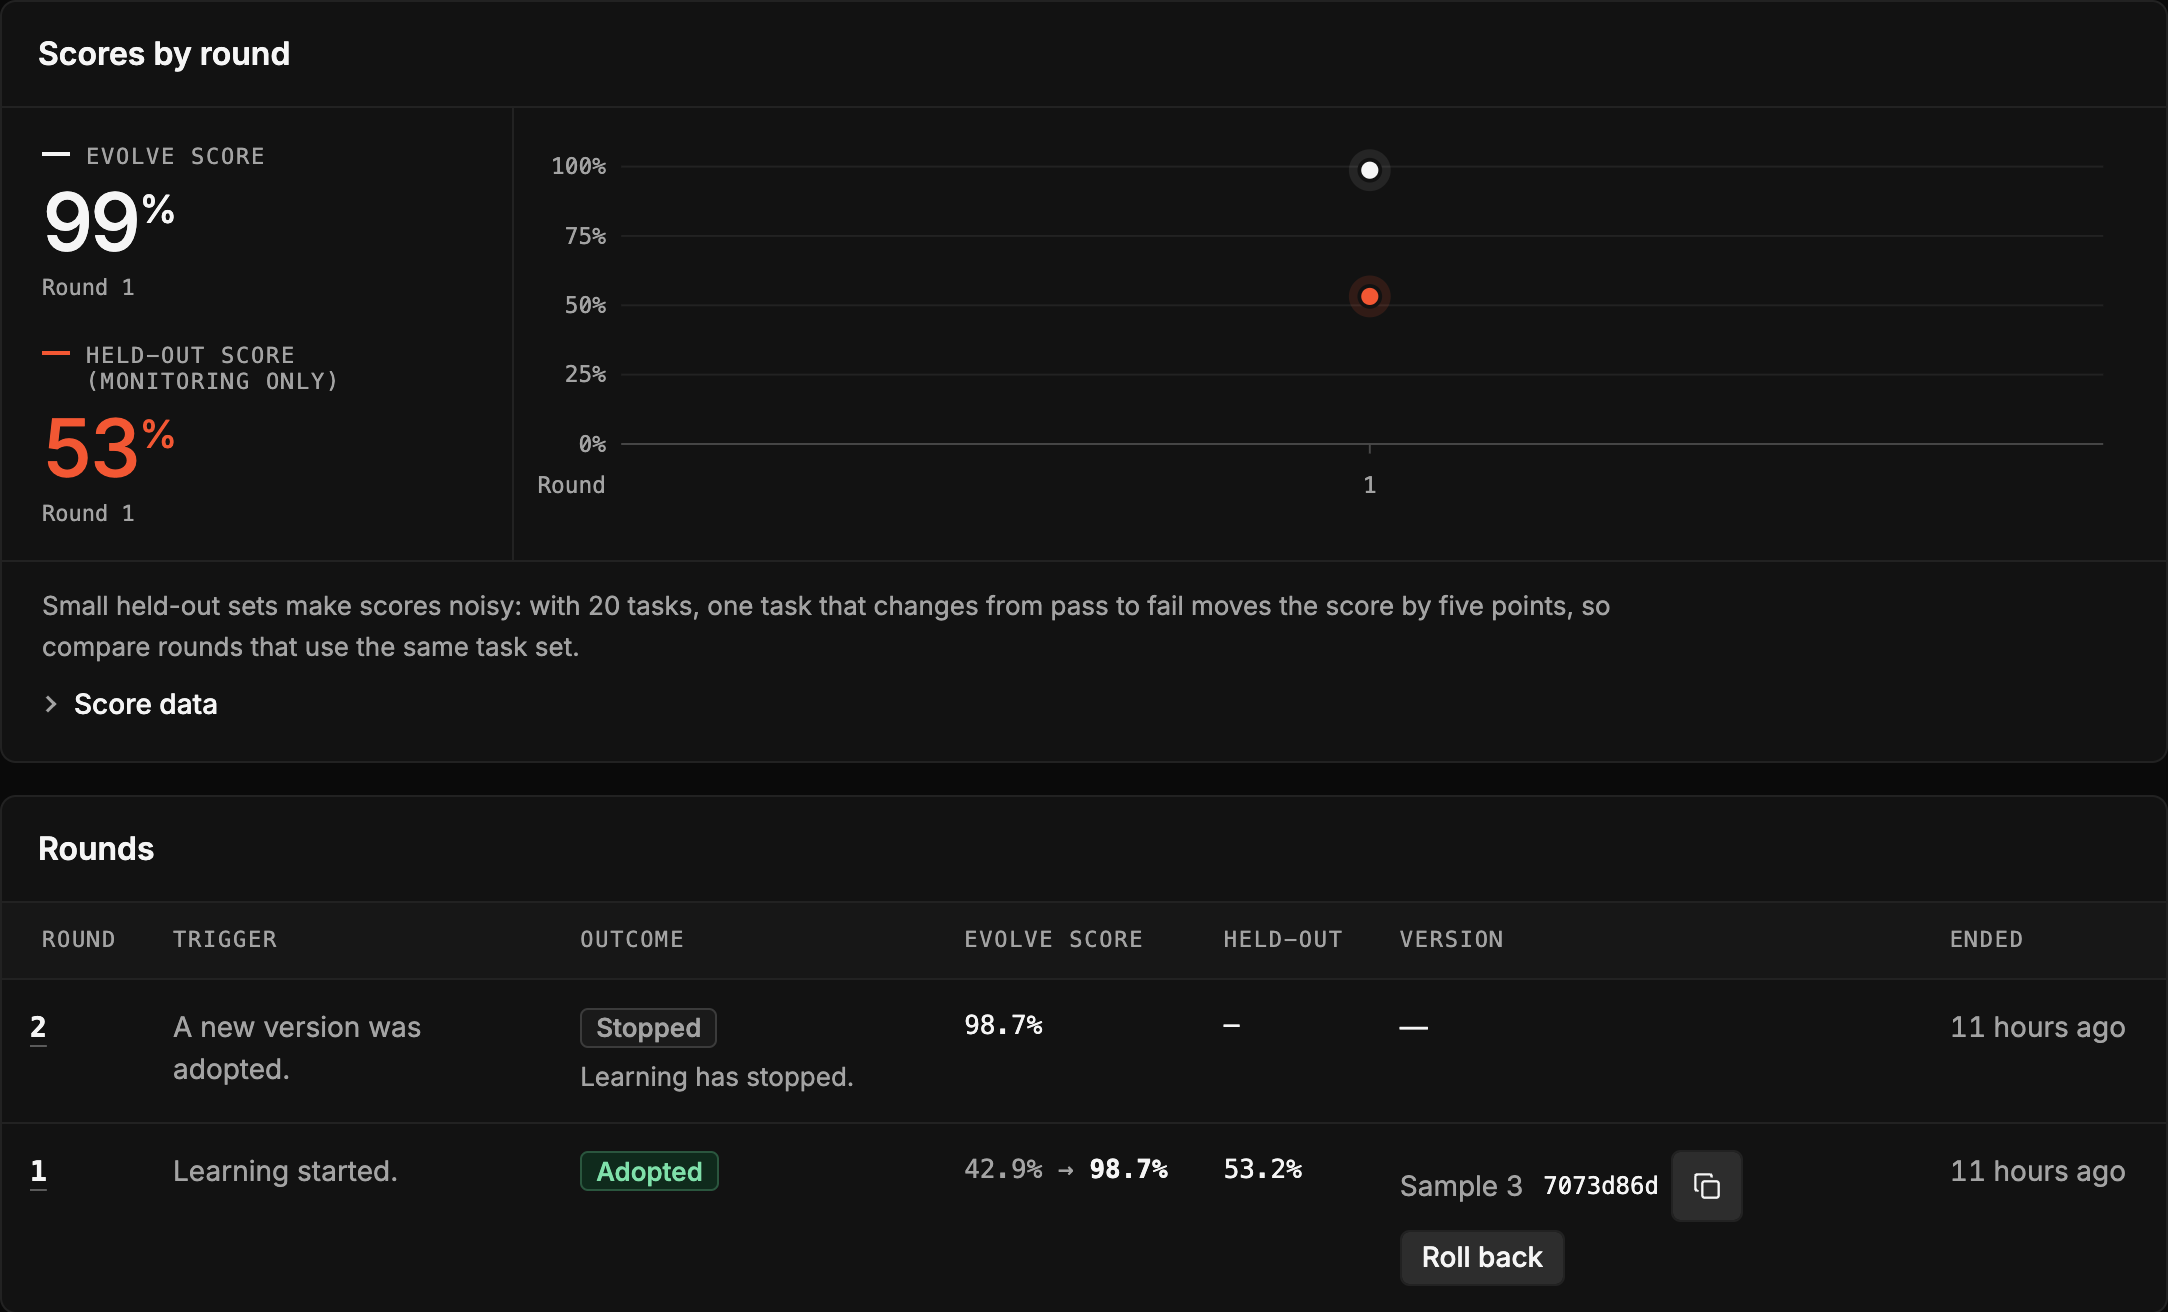 Scores by round
EVOLVE SCORE
99%
Round 1
HELD-OUT SCORE
(MONITORING ONLY)
53%
Round 1
100%
75%
50%
25%
0%
Round
1
Small held-out sets make scores noisy: with 20 tasks, one task that changes from pass to fail moves the score by five points, so
compare rounds that use the same task set.
Score data
Rounds
ROUND TRIGGER OUTCOME EVOLVE SCORE HELD-OUT VERSION ENDED
2 A new version was Stopped 98.7% — — 11 hours ago
adopted. Learning has stopped.
1 Learning started. Adopted 42.9% → 98.7% 53.2% Sample 3 7073d86d 11 hours ago
Roll back